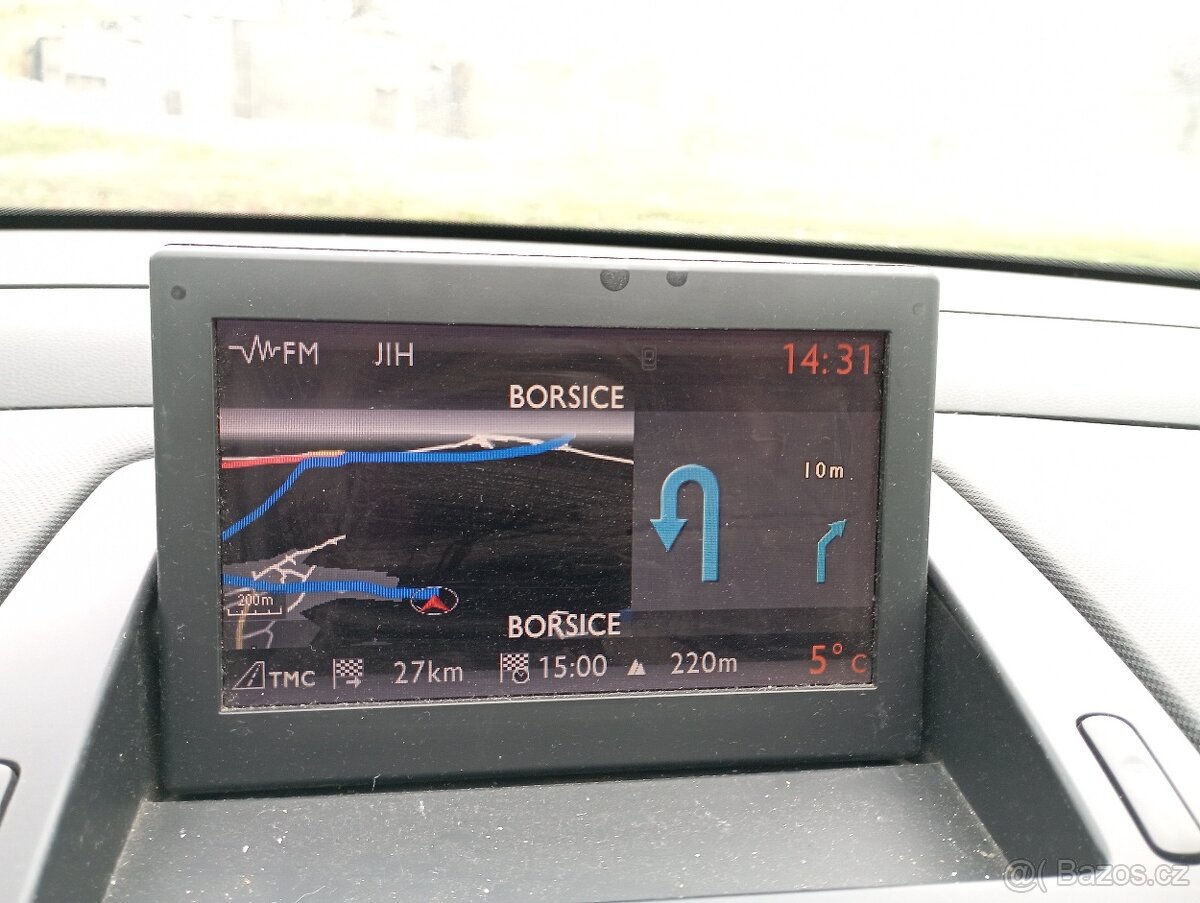 FM JIH 14:31
BORSICE
10m
200m
BORSICE
TMC 27km 15:00 220m 5°C
@( Bazos.cz